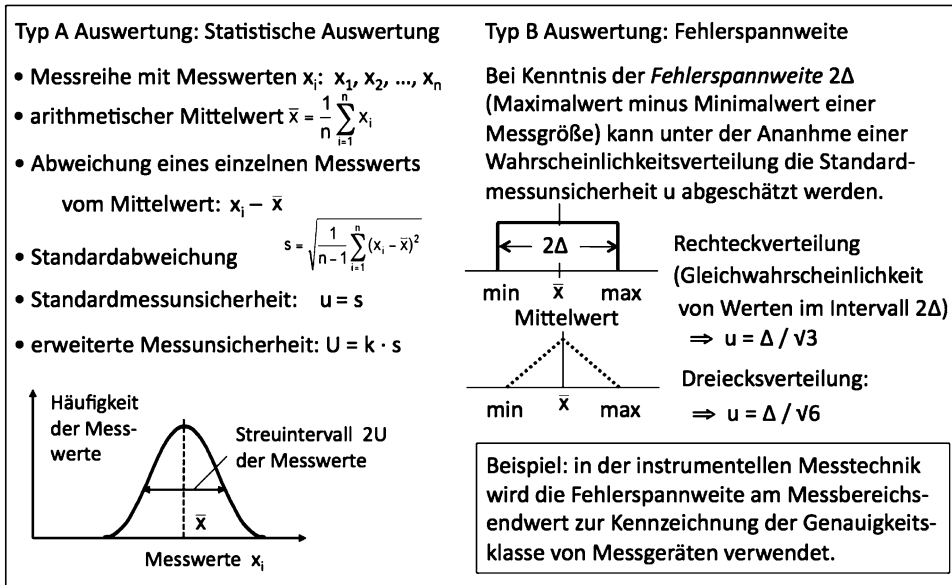 Typ A Auswertung: Statistische Auswertung
• Messreihe mit Messwerten xᵢ: x₁, x₂, ..., xₙ
• arithmetischer Mittelwert x̅ = 1/n ∑ᵢ₌₁ⁿ xᵢ
• Abweichung eines einzelnen Messwerts
vom Mittelwert: xᵢ – x̅
• Standardabweichung s = √(1/(n – 1) ∑ᵢ₌₁ⁿ (xᵢ – x̅)²)
• Standardmessunsicherheit: u = s
• erweiterte Messunsicherheit: U = k · s
Häufigkeit
der Mess-
werte
Streuintervall 2U
der Messwerte
x̅
Messwerte xᵢ
Typ B Auswertung: Fehlerspannweite
Bei Kenntnis der Fehlerspannweite 2Δ
(Maximalwert minus Minimalwert einer
Messgröße) kann unter der Ananhme einer
Wahrscheinlichkeitsverteilung die Standard-
messunsicherheit u abgeschätzt werden.
2Δ
min x̅ max
Mittelwert
Rechteckverteilung
(Gleichwahrscheinlichkeit
von Werten im Intervall 2Δ)
⇒ u = Δ / √3
min x̅ max
Dreiecksverteilung:
⇒ u = Δ / √6
Beispiel: in der instrumentellen Messtechnik
wird die Fehlerspannweite am Messbereichs-
endwert zur Kennzeichnung der Genauigkeits-
klasse von Messgeräten verwendet.